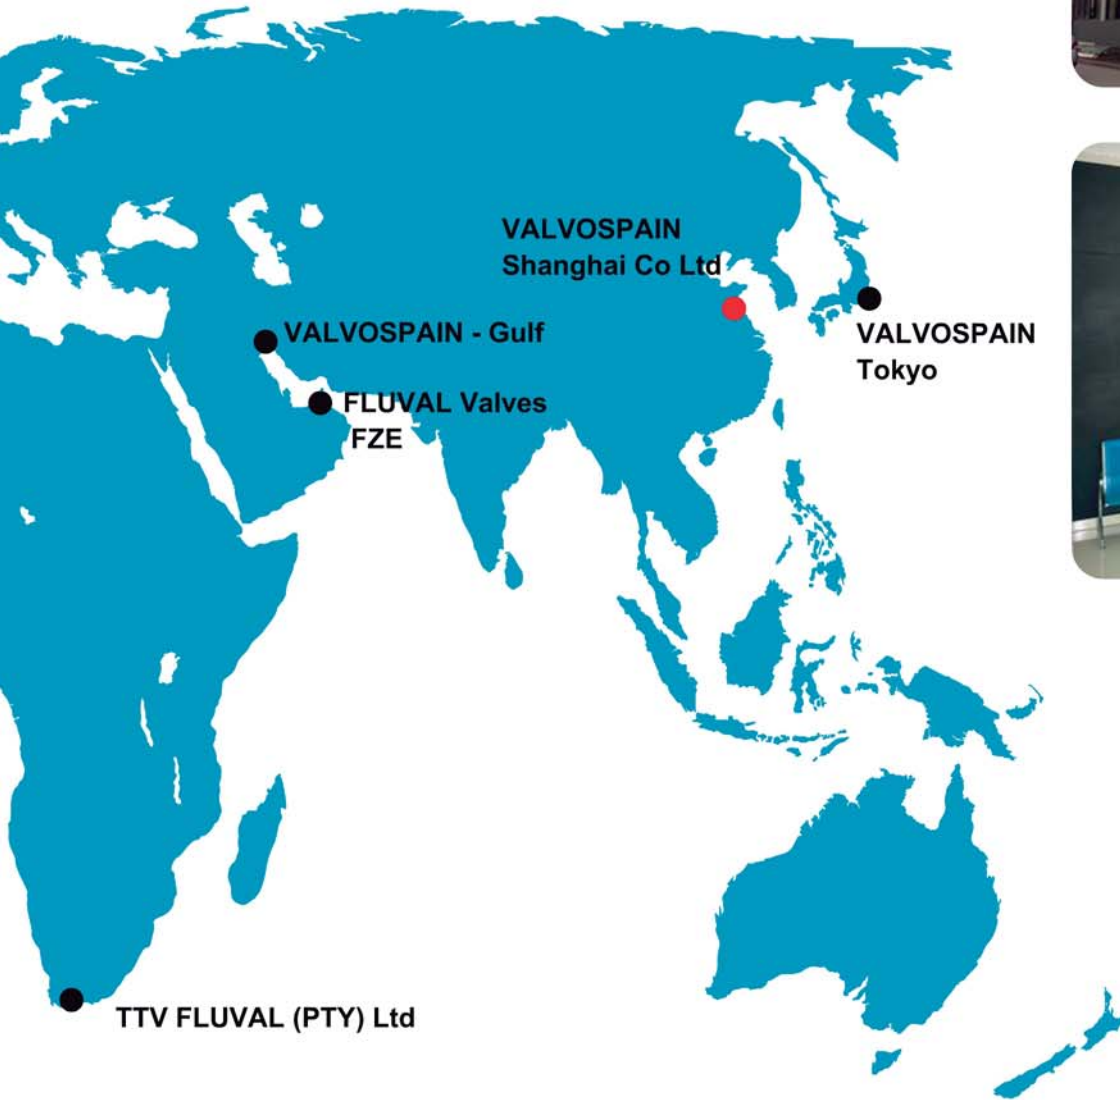 VALVOSPAIN
Shanghai Co Ltd
VALVOSPAIN - Gulf
VALVOSPAIN
Tokyo
FLUVAL Valves
FZE
TTV FLUVAL (PTY) Ltd